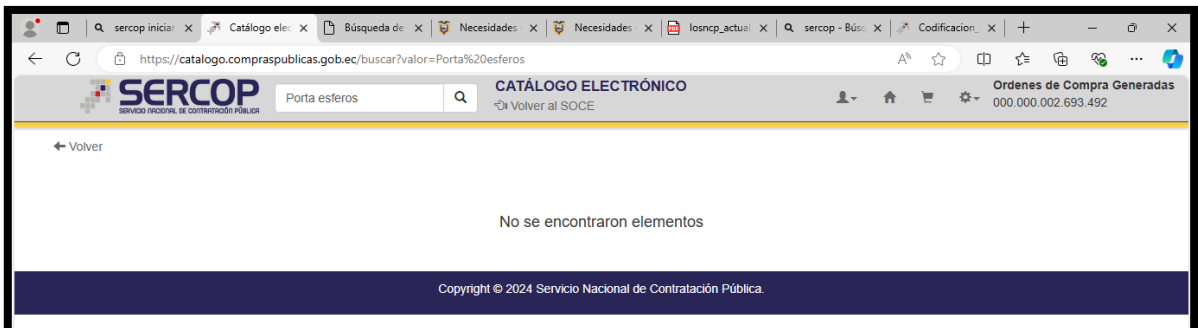 sercop iniciar
Catálogo elec
Búsqueda de
Necesidades
Necesidades
losncp_actual
sercop - Búsc
Codificacion_
https://catalogo.compraspublicas.gob.ec/buscar?valor=Porta%20esferos
SERCOP
SERVICIO NACIONAL DE CONTRATACIÓN PÚBLICA
Porta esferos
CATÁLOGO ELECTRÓNICO
Volver al SOCE
Ordenes de Compra Generadas
000.000.002.693.492
Volver
No se encontraron elementos
Copyright © 2024 Servicio Nacional de Contratación Pública.